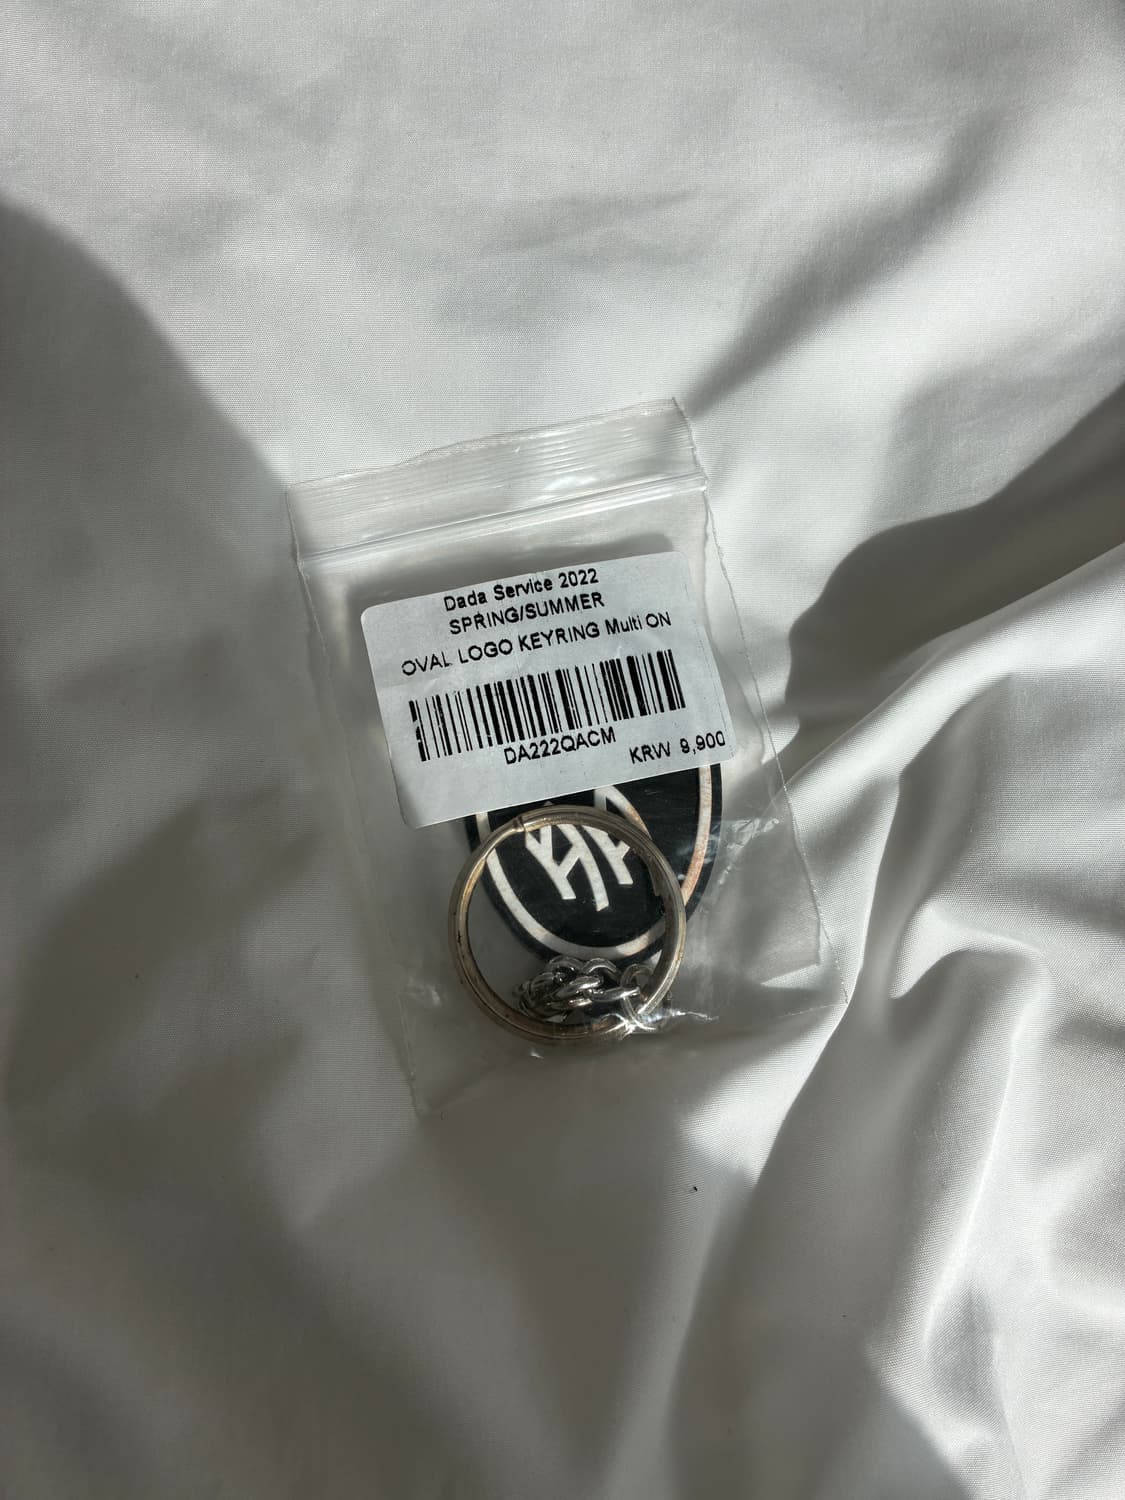 Dada Service 2022
SPRING/SUMMER
OVAL LOGO KEYRING Multi ON
DA222QACM
KRW 9,900